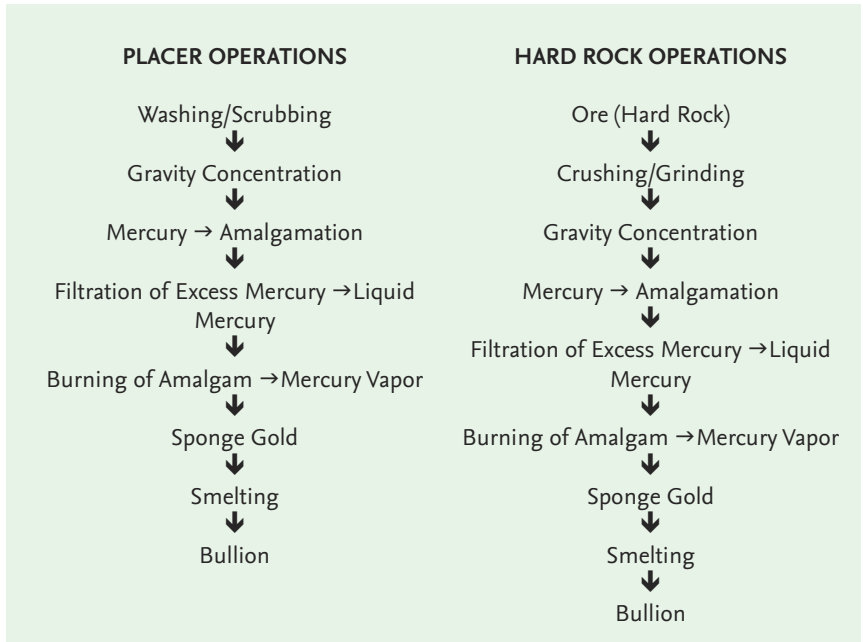 PLACER OPERATIONS
Washing/Scrubbing
Gravity Concentration
Mercury → Amalgamation
Filtration of Excess Mercury →Liquid
Mercury
Burning of Amalgam →Mercury Vapor
Sponge Gold
Smelting
Bullion
HARD ROCK OPERATIONS
Ore (Hard Rock)
Crushing/Grinding
Gravity Concentration
Mercury → Amalgamation
Filtration of Excess Mercury →Liquid
Mercury
Burning of Amalgam →Mercury Vapor
Sponge Gold
Smelting
Bullion